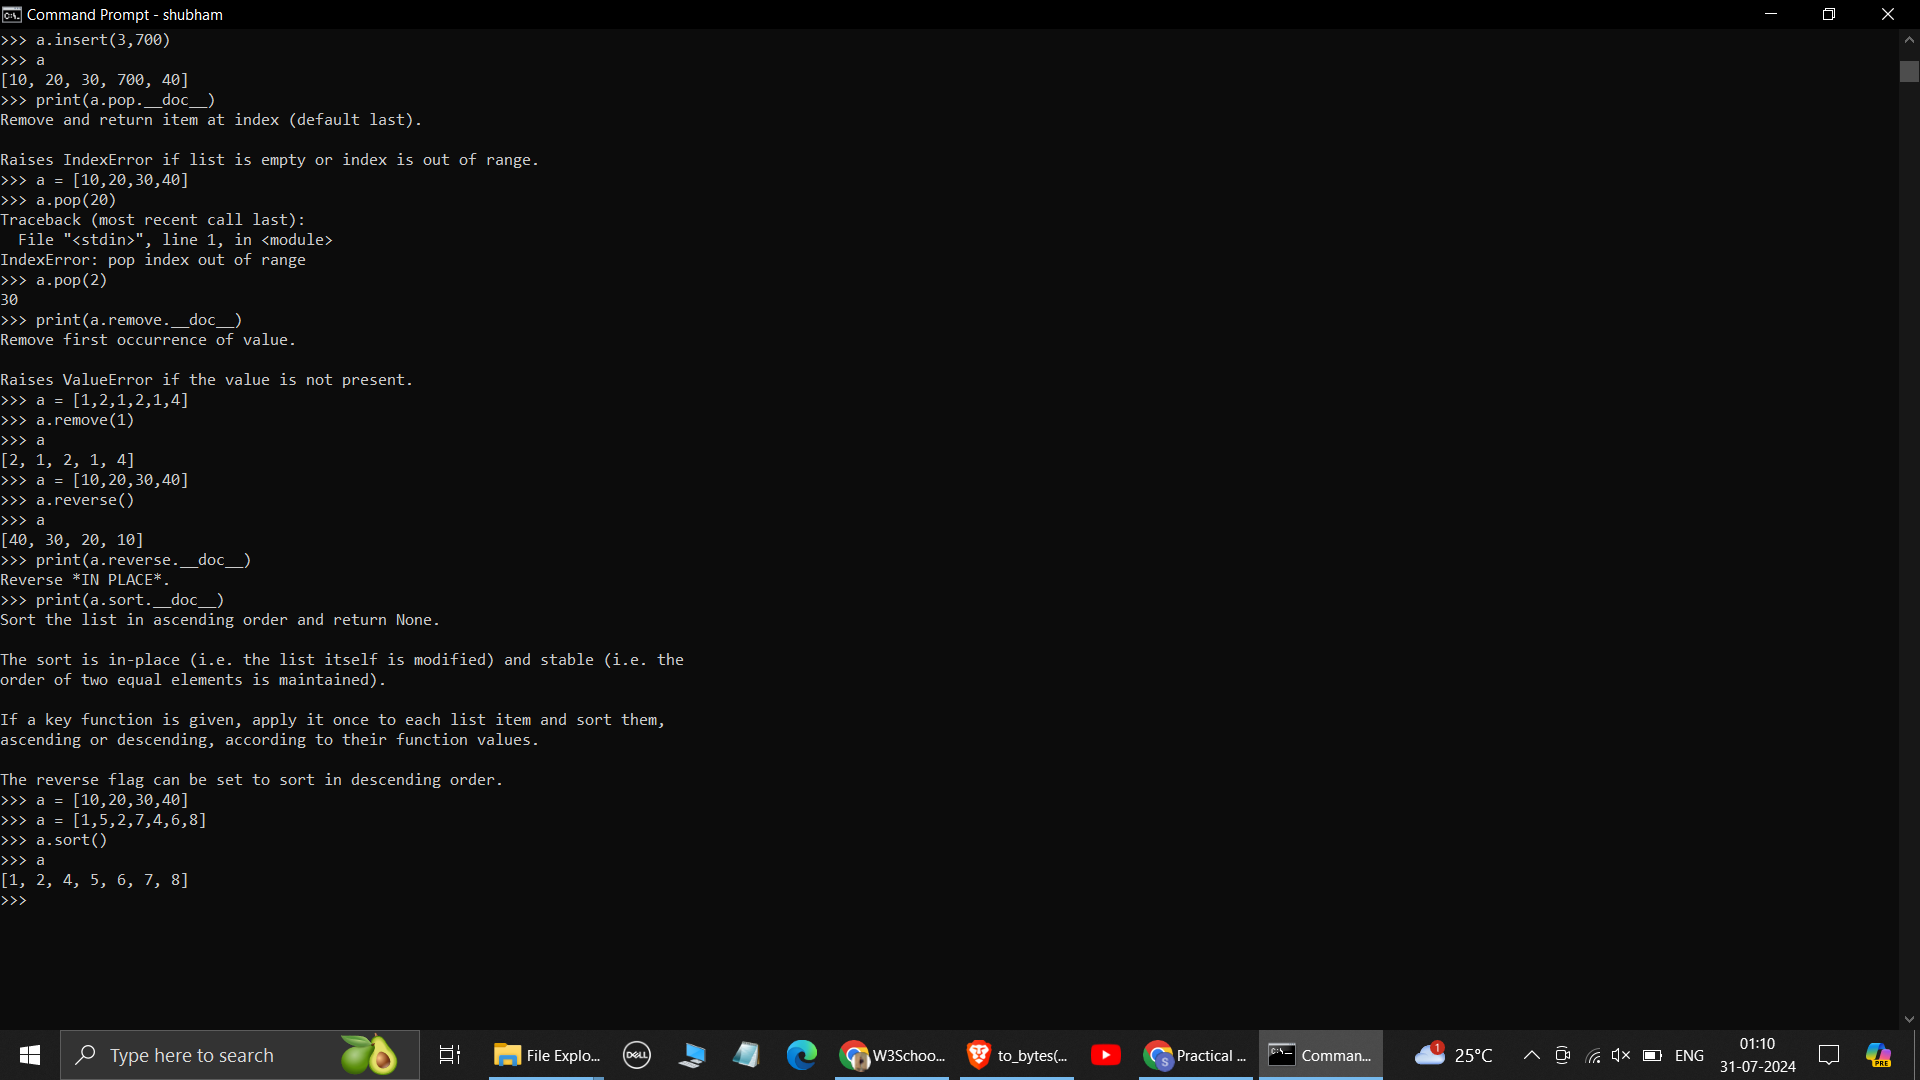 Command Prompt - shubham
>>> a.insert(3,700)
>>> a
[10, 20, 30, 700, 40]
>>> print(a.pop.__doc__)
Remove and return item at index (default last).

Raises IndexError if list is empty or index is out of range.
>>> a = [10,20,30,40]
>>> a.pop(20)
Traceback (most recent call last):
  File "<stdin>", line 1, in <module>
IndexError: pop index out of range
>>> a.pop(2)
30
>>> print(a.remove.__doc__)
Remove first occurrence of value.

Raises ValueError if the value is not present.
>>> a = [1,2,1,2,1,4]
>>> a.remove(1)
>>> a
[2, 1, 2, 1, 4]
>>> a = [10,20,30,40]
>>> a.reverse()
>>> a
[40, 30, 20, 10]
>>> print(a.reverse.__doc__)
Reverse *IN PLACE*.
>>> print(a.sort.__doc__)
Sort the list in ascending order and return None.

The sort is in-place (i.e. the list itself is modified) and stable (i.e. the
order of two equal elements is maintained).

If a key function is given, apply it once to each list item and sort them,
ascending or descending, according to their function values.

The reverse flag can be set to sort in descending order.
>>> a = [10,20,30,40]
>>> a = [1,5,2,7,4,6,8]
>>> a.sort()
>>> a
[1, 2, 4, 5, 6, 7, 8]
>>>
Type here to search
File Explo...
DELL
W3Schoo...
to_bytes(...
S
Practical ...
Comman...
1
25°C
ENG
01:10
31-07-2024
PRE